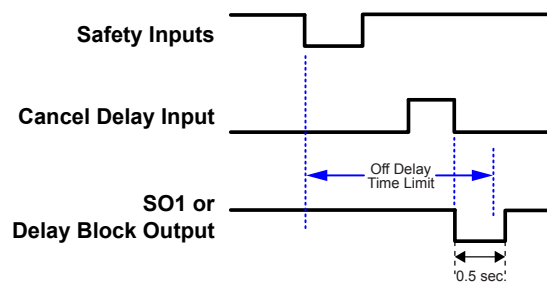 Safety Inputs
Cancel Delay Input
Off Delay
Time Limit
SO1 or
Delay Block Output
0.5 sec.